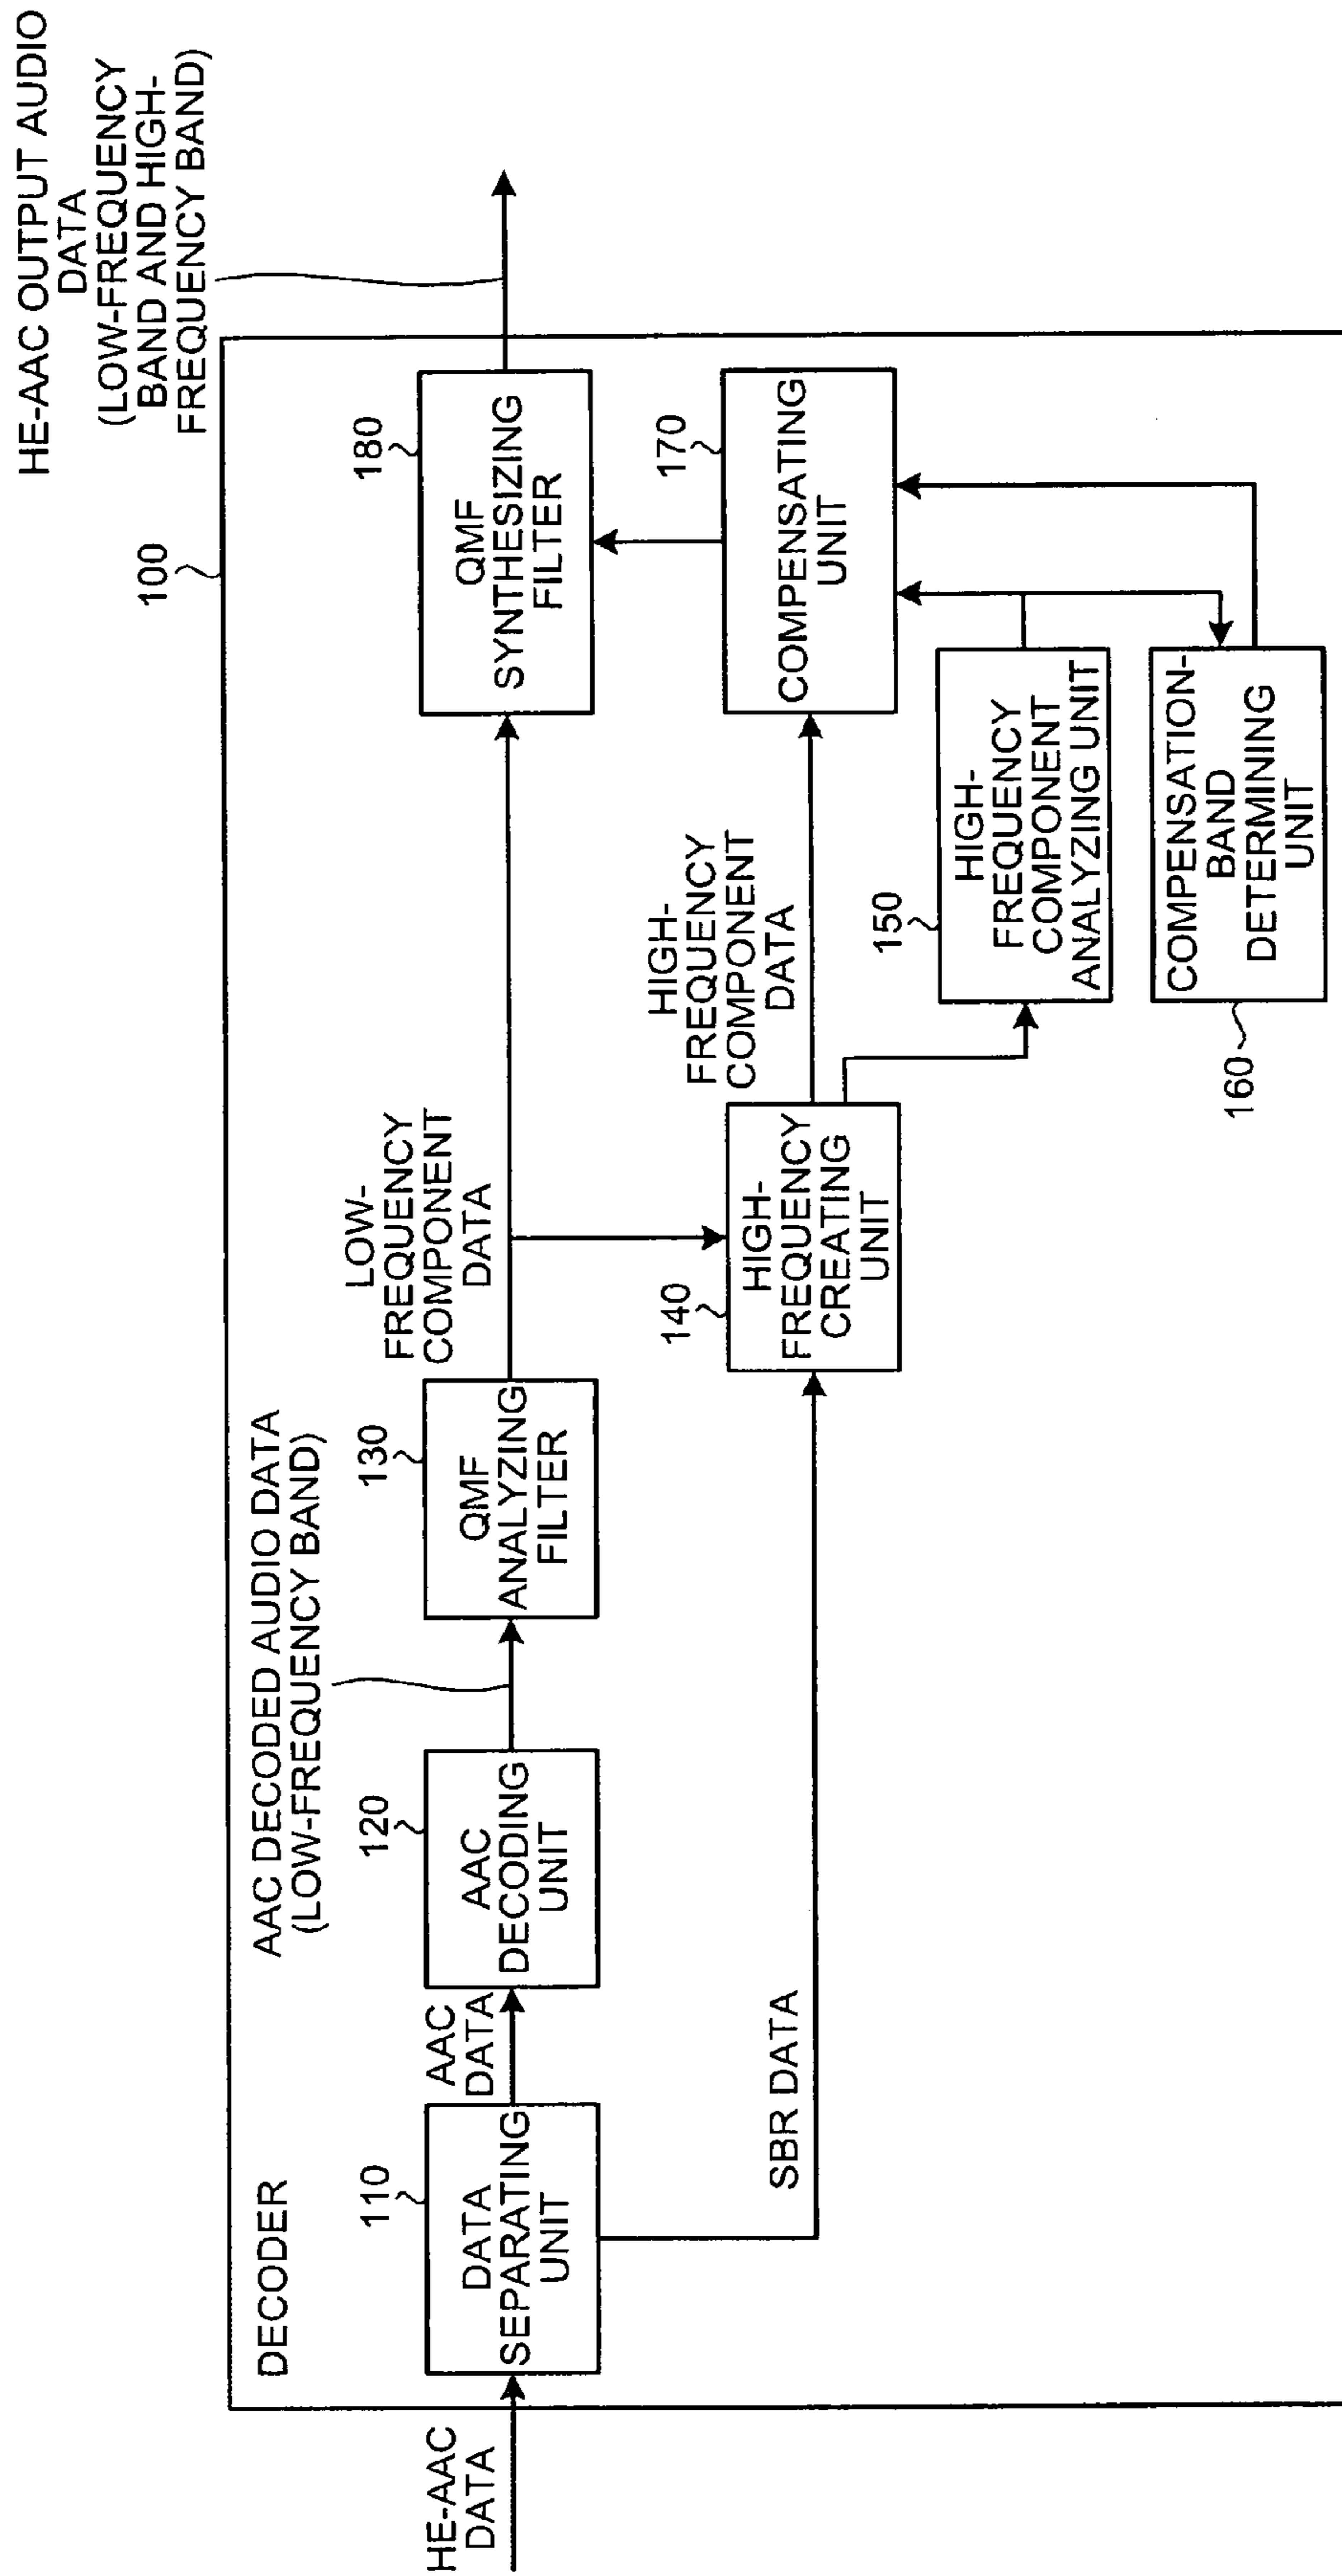 HE-AAC OUTPUT AUDIO
DATA
(LOW-FREQUENCY
BAND AND HIGH-
FREQUENCY BAND)
100
DECODER
AAC DECODED AUDIO DATA
(LOW-FREQUENCY BAND)
HE-AAC
DATA
110
DATA
SEPARATING
UNIT
AAC
DATA
120
AAC
DECODING
UNIT
130
QMF
ANALYZING
FILTER
LOW-
FREQUENCY
COMPONENT
DATA
180
QMF
SYNTHESIZING
FILTER
SBR DATA
140
HIGH-
FREQUENCY
CREATING
UNIT
HIGH-
FREQUENCY
COMPONENT
DATA
170
COMPENSATING
UNIT
150
HIGH-
FREQUENCY
COMPONENT
ANALYZING UNIT
160
COMPENSATION-
BAND
DETERMINING
UNIT